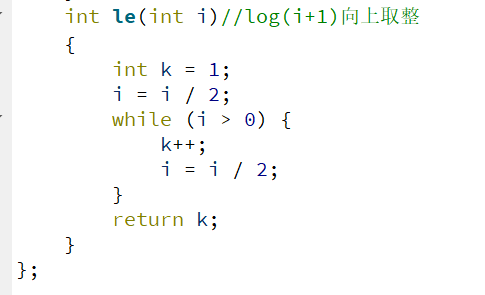 int le(int i)//log(i+1)向上取整
{
int k = 1;
i = i / 2;
while (i > 0) {
k++;
i = i / 2;
}
return k;
}
};